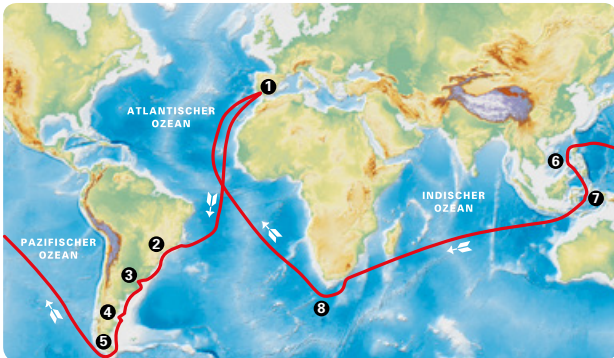 1
ATLANTISCHER
OZEAN
6
INDISCHER
OZEAN
7
2
PAZIFISCHER
OZEAN
3
8
4
5